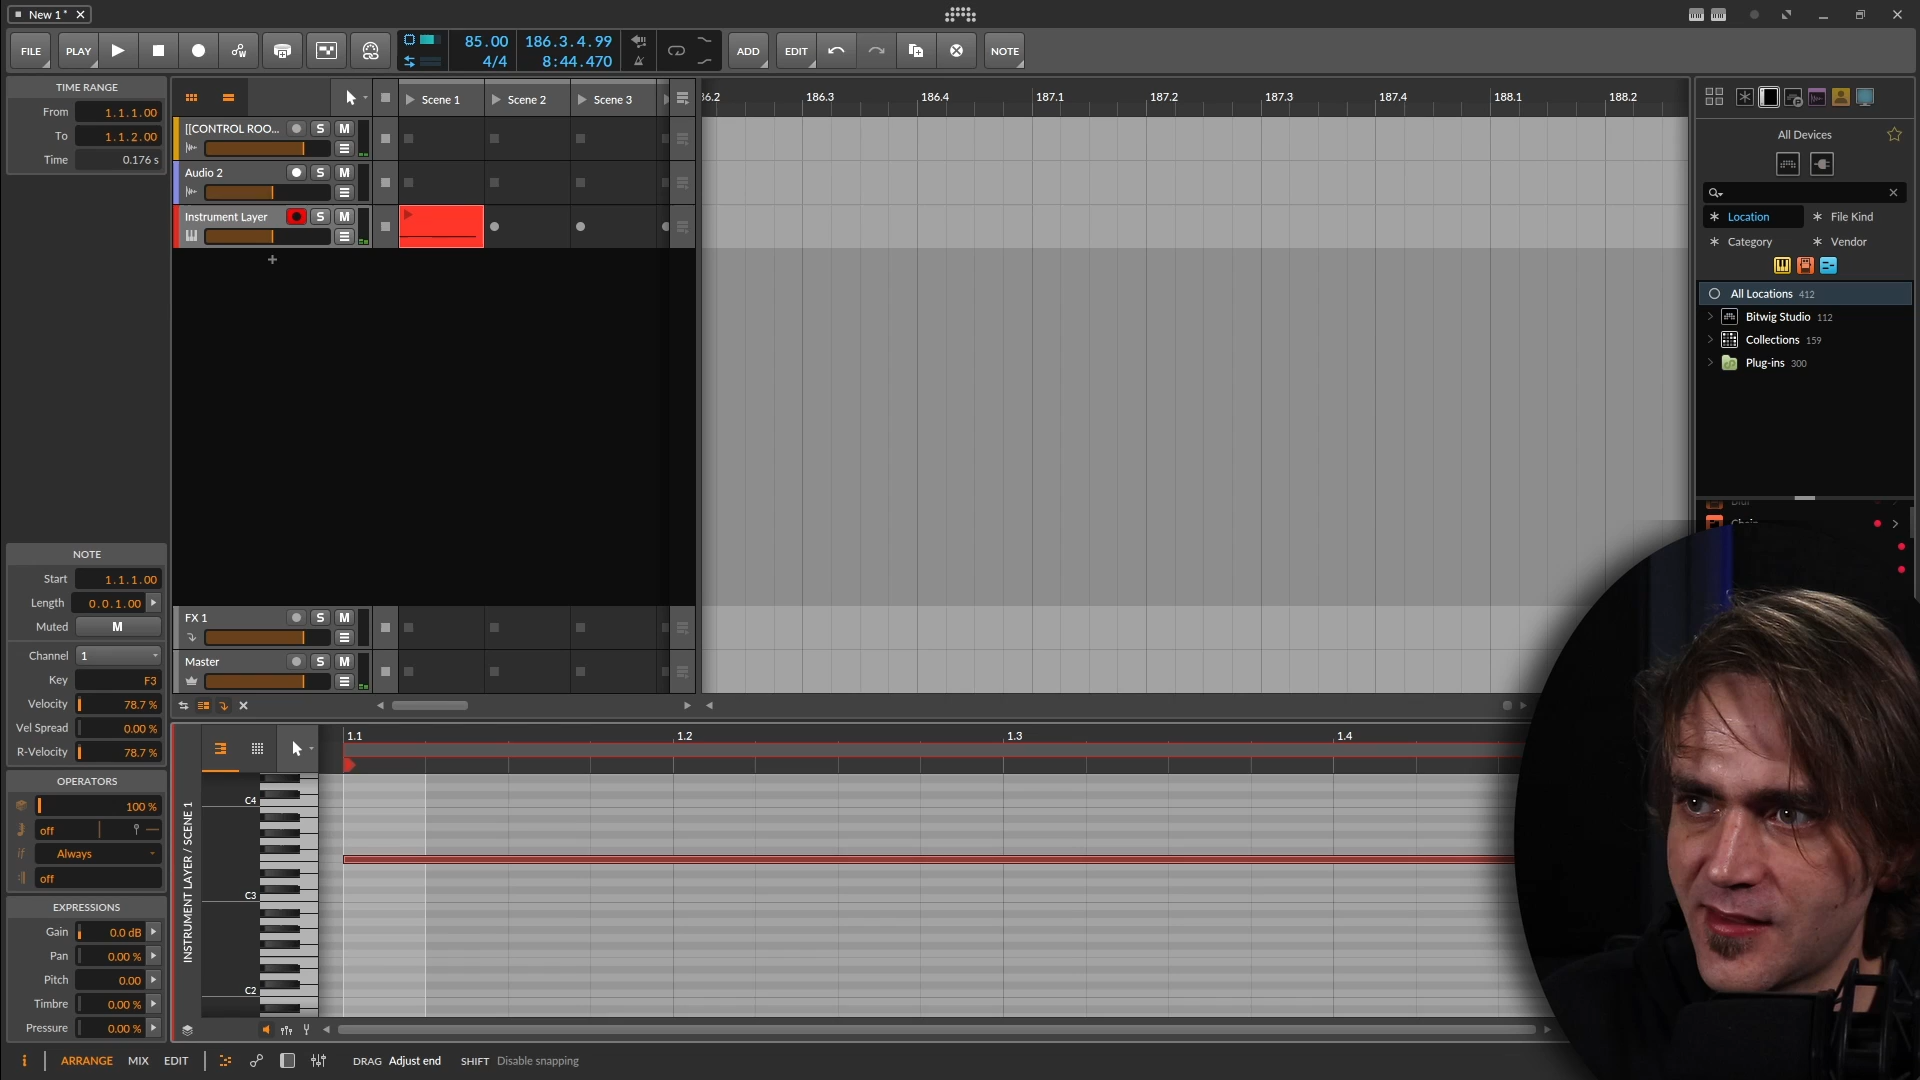 New 1*
FILE
PLAY
85.00
4/4
186.3.4.99
8:44.470
ADD
EDIT
NOTE
TIME RANGE
From 1.1.1.00
To 1.1.2.00
Time 0.176 s
Scene 1
Scene 2
Scene 3
186.3
186.4
187.1
187.2
187.3
187.4
188.1
188.2
[[CONTROL ROO... S M
Audio 2 S M
Instrument Layer S M
+
FX 1 S M
Master S M
All Devices
Location
File Kind
Category
Vendor
All Locations 412
Bitwig Studio 112
Collections 159
Plug-ins 300
NOTE
Start 1.1.1.00
Length 0.0.1.00
Muted M
Channel 1
Key F3
Velocity 78.7 %
Vel Spread 0.00 %
R-Velocity 78.7 %
OPERATORS
100 %
off
if Always
off
EXPRESSIONS
Gain 0.0 dB
Pan 0.00 %
Pitch 0.00
Timbre 0.00 %
Pressure 0.00 %
INSTRUMENT LAYER / SCENE 1
1.1
1.2
1.3
1.4
C4
C3
C2
i ARRANGE MIX EDIT
DRAG Adjust end SHIFT Disable snapping